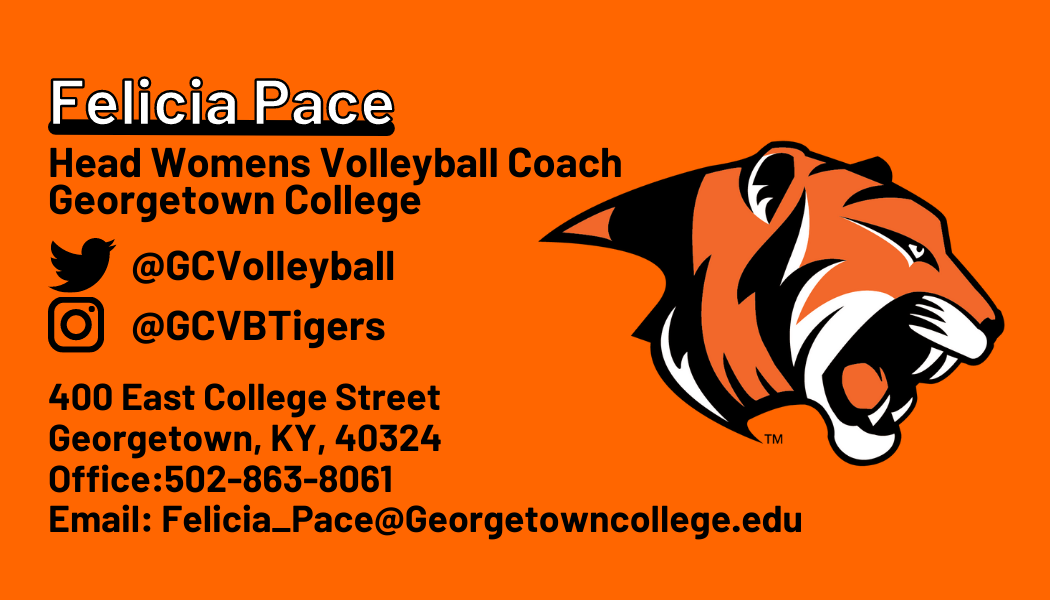 Felicia Pace
Head Womens Volleyball Coach
Georgetown College
@GCVolleyball
@GCVBTigers
400 East College Street
Georgetown, KY, 40324
Office:502-863-8061
Email: Felicia_Pace@Georgetowncollege.edu
TM